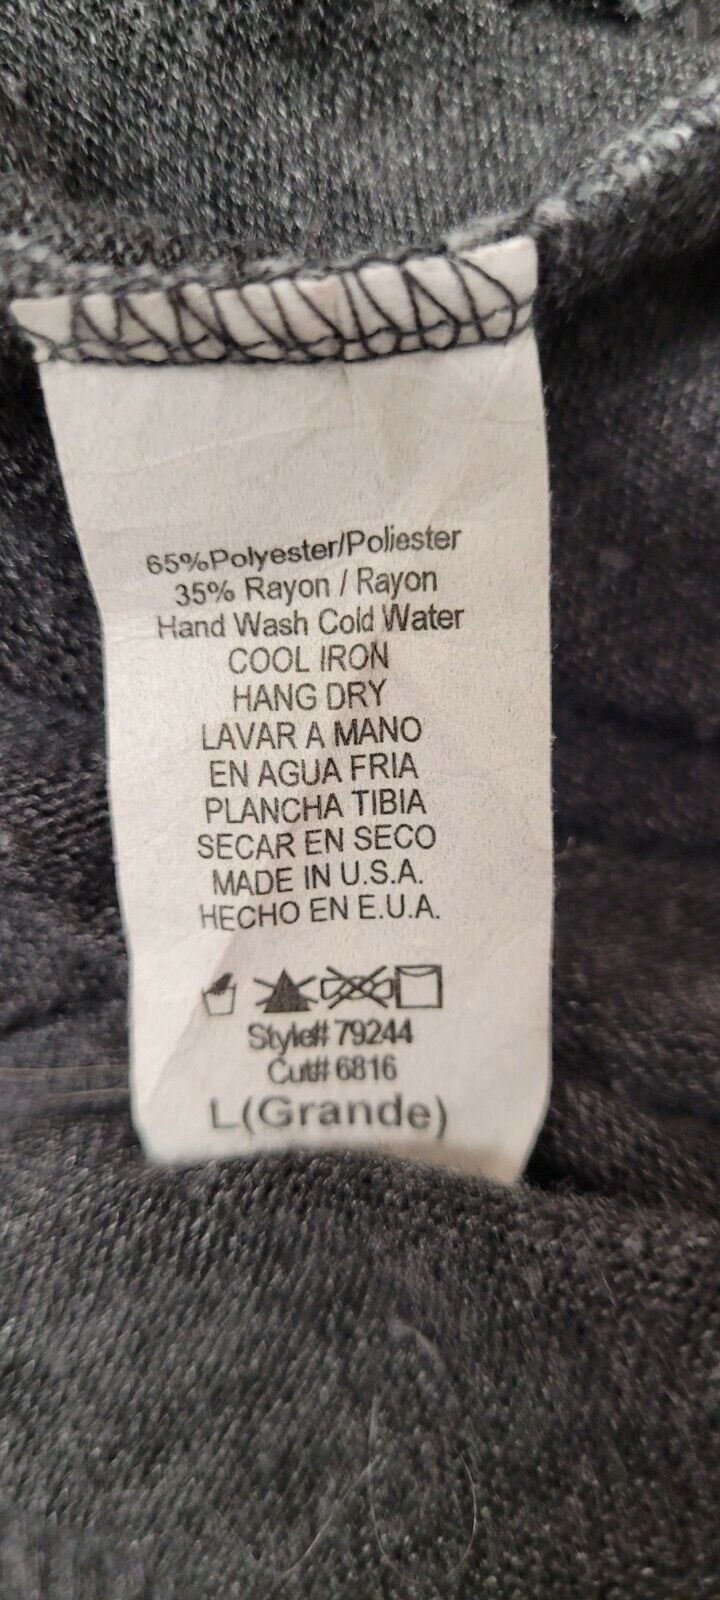 65%Polyester/Poliester
35% Rayon / Rayon
Hand Wash Cold Water
COOL IRON
HANG DRY
LAVAR A MANO
EN AGUA FRIA
PLANCHA TIBIA
SECAR EN SECO
MADE IN U.S.A.
HECHO EN E.U.A.
Style# 79244
Cut# 6816
L(Grande)